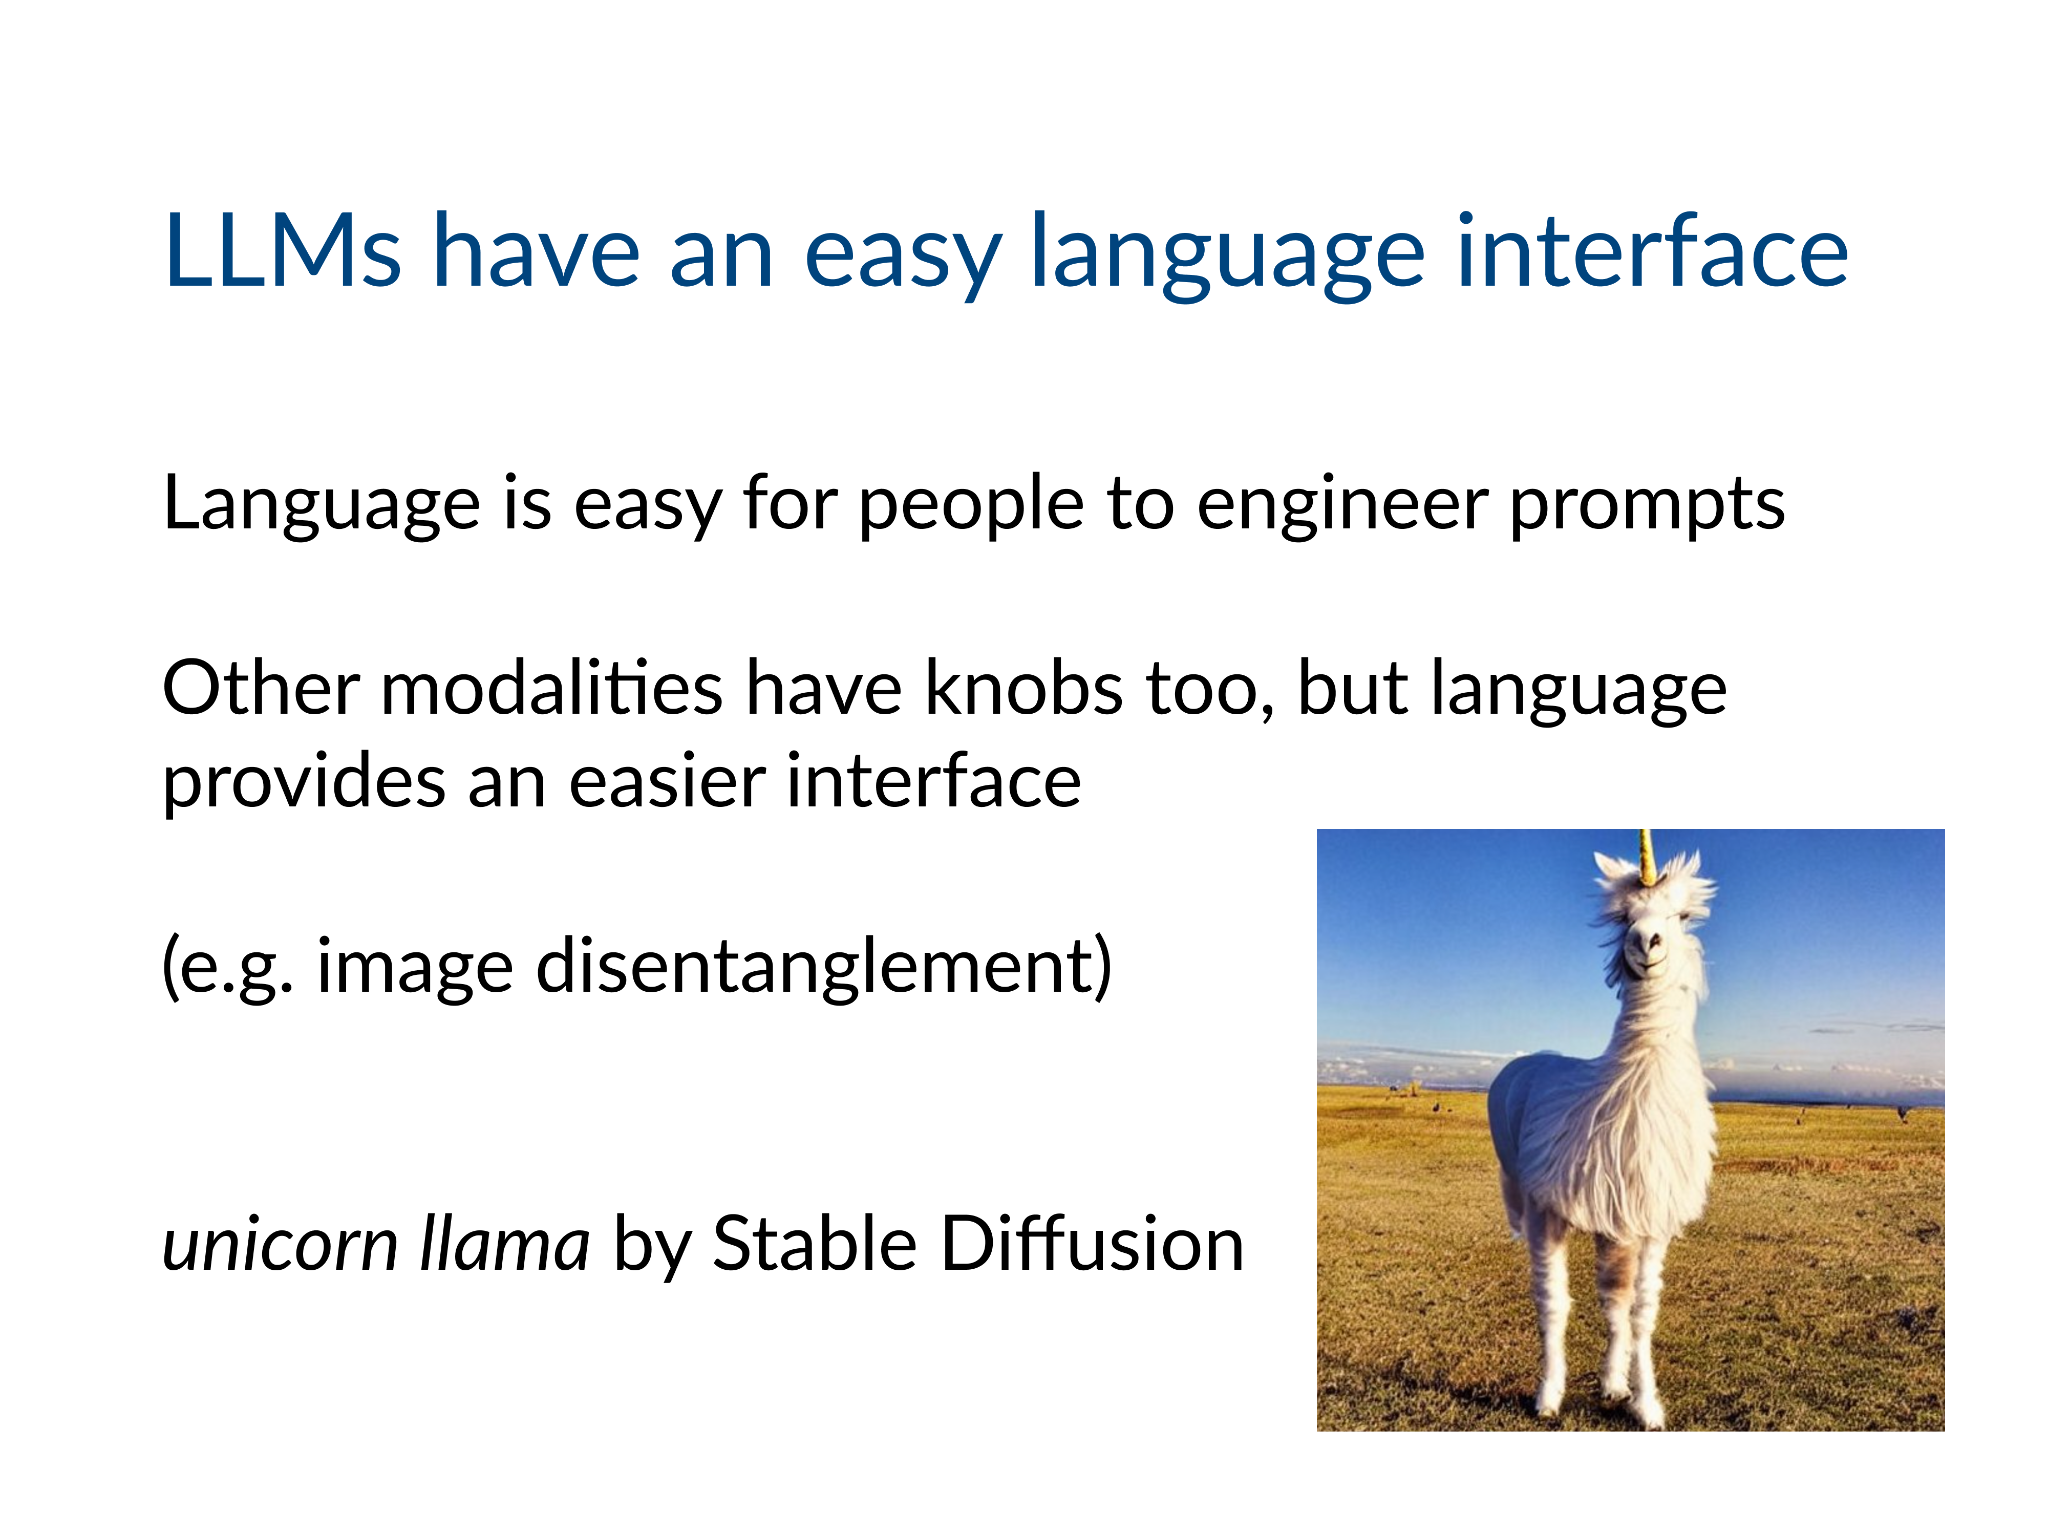 LLMs have an easy language interface
Language is easy for people to engineer prompts
Other modalities have knobs too, but language
provides an easier interface
(e.g. image disentanglement)
unicorn llama by Stable Diffusion